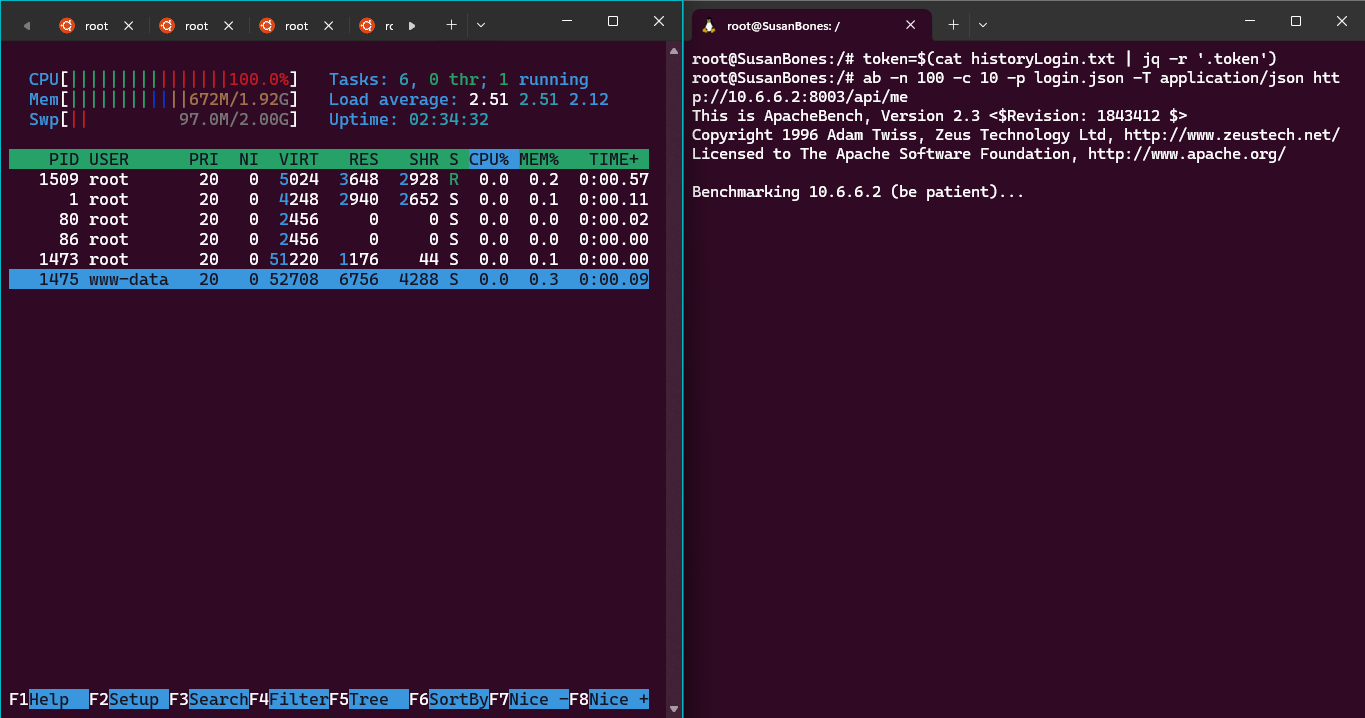 root
root
root
root@SusanBones: /
CPU[|||||||||||||||||100.0%]   Tasks: 6, 0 thr; 1 running
Mem[||||||||||||672M/1.92G]   Load average: 2.51 2.51 2.12
Swp[||         97.0M/2.00G]   Uptime: 02:34:32
PID USER      PRI  NI  VIRT   RES   SHR S CPU% MEM%   TIME+
1509 root       20   0  5024  3648  2928 R  0.0  0.2  0:00.57
1 root       20   0  4248  2940  2652 S  0.0  0.1  0:00.11
80 root       20   0  2456     0     0 S  0.0  0.0  0:00.02
86 root       20   0  2456     0     0 S  0.0  0.0  0:00.00
1473 root       20   0 51220  1176    44 S  0.0  0.1  0:00.00
1475 www-data   20   0 52708  6756  4288 S  0.0  0.3  0:00.09
F1Help  F2Setup F3SearchF4FilterF5Tree  F6SortByF7Nice -F8Nice +
root@SusanBones:/# token=$(cat historyLogin.txt | jq -r '.token')
root@SusanBones:/# ab -n 100 -c 10 -p login.json -T application/json htt
p://10.6.6.2:8003/api/me
This is ApacheBench, Version 2.3 <$Revision: 1843412 $>
Copyright 1996 Adam Twiss, Zeus Technology Ltd, http://www.zeustech.net/
Licensed to The Apache Software Foundation, http://www.apache.org/
Benchmarking 10.6.6.2 (be patient)...